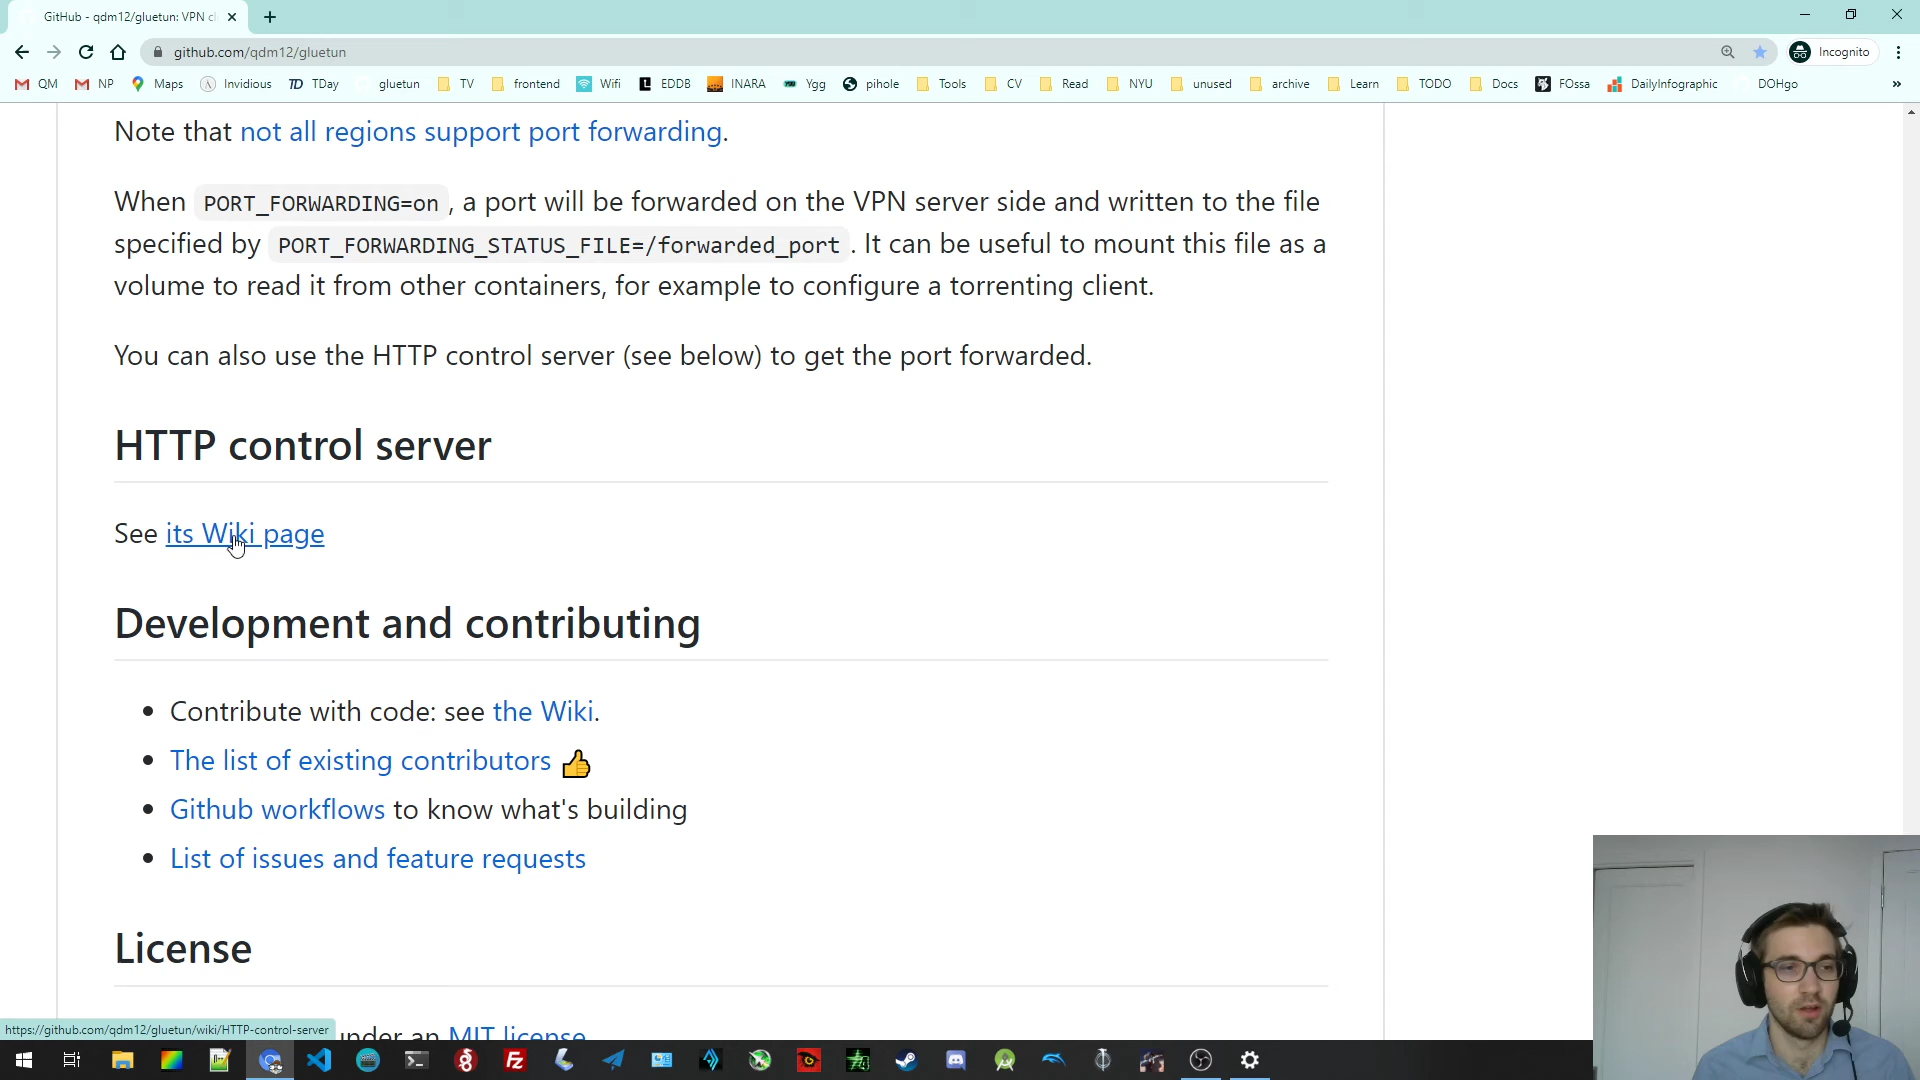 GitHub - qdm12/gluetun: VPN cl
github.com/qdm12/gluetun
Incognito
QM NP Maps Invidious TDay gluetun TV frontend Wifi EDDB INARA Ygg pihole Tools CV Read NYU unused archive Learn TODO Docs FOssa DailyInfographic DOHgo »
Note that not all regions support port forwarding.
When PORT_FORWARDING=on , a port will be forwarded on the VPN server side and written to the file
specified by PORT_FORWARDING_STATUS_FILE=/forwarded_port . It can be useful to mount this file as a
volume to read it from other containers, for example to configure a torrenting client.
You can also use the HTTP control server (see below) to get the port forwarded.
HTTP control server
See its Wiki page
Development and contributing
• Contribute with code: see the Wiki.
• The list of existing contributors 👍
• Github workflows to know what's building
• List of issues and feature requests
License
under an MIT license
https://github.com/qdm12/gluetun/wiki/HTTP-control-server